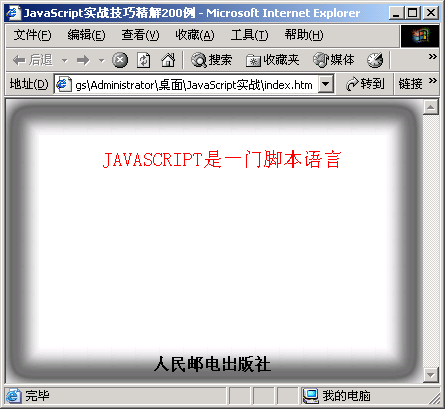 JavaScript实战技巧精解200例 - Microsoft Internet Explorer
文件(F) 编辑(E) 查看(V) 收藏(A) 工具(T) 帮助(H) »
后退 搜索 收藏夹 媒体 »
地址(D) gs\Administrator\桌面\JavaScript实战\index.htm 转到 链接 »
JAVASCRIPT是一门脚本语言
人民邮电出版社
完毕 我的电脑